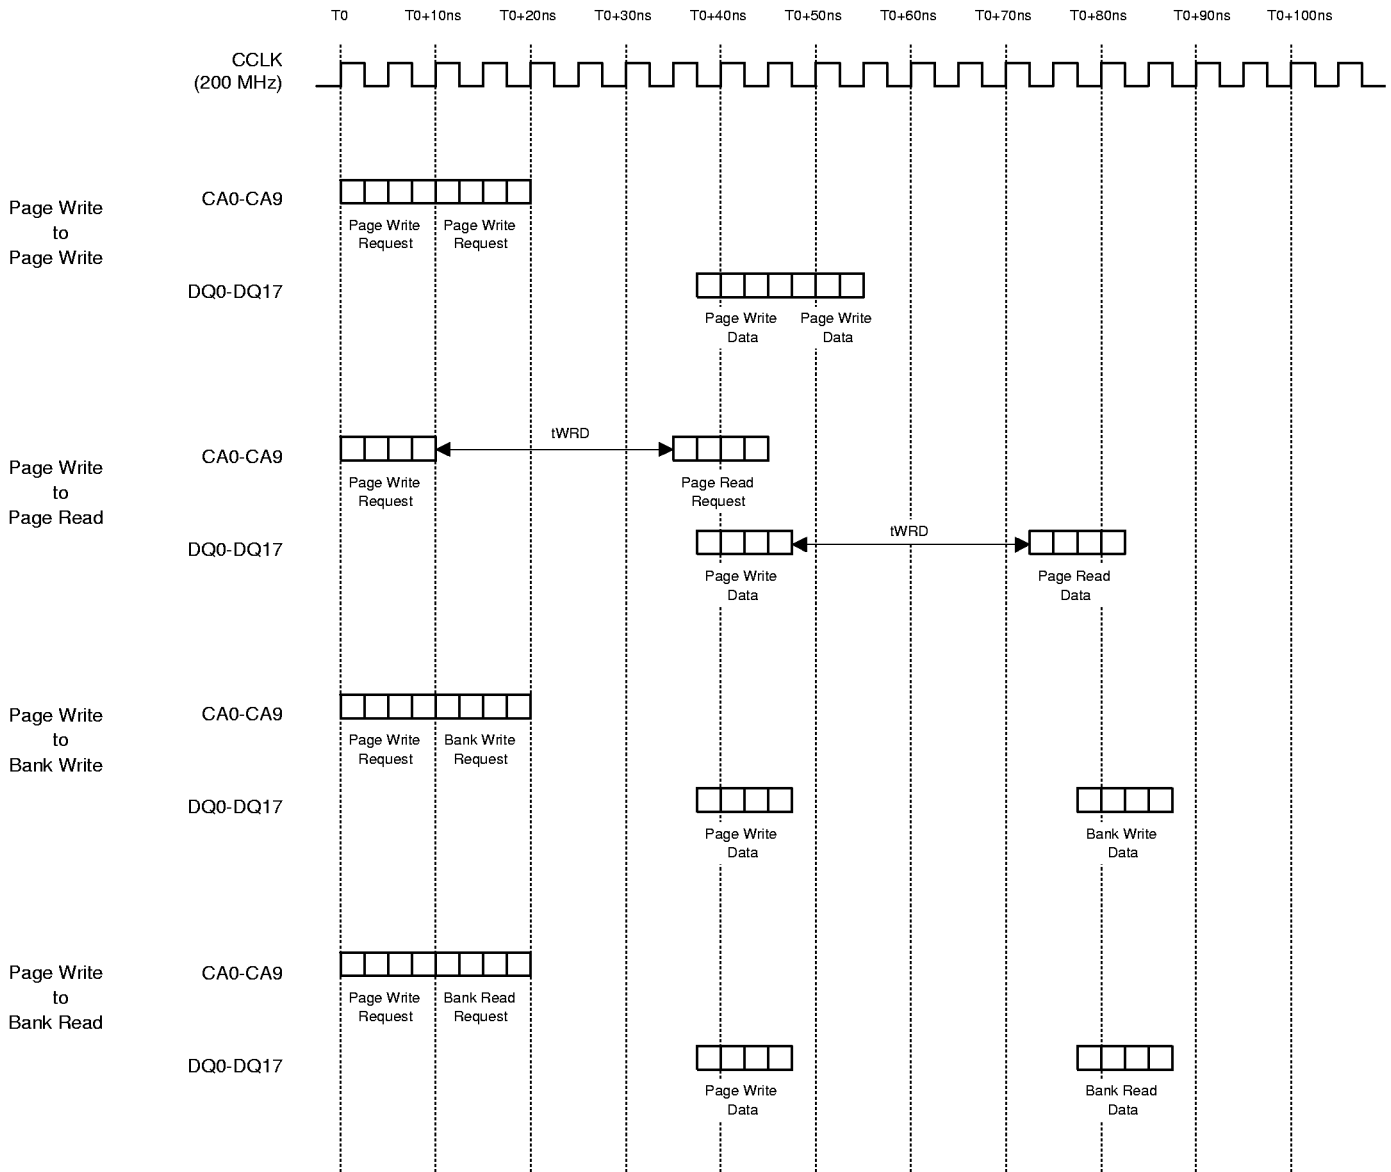 T0 T0+10ns T0+20ns T0+30ns T0+40ns T0+50ns T0+60ns T0+70ns T0+80ns T0+90ns T0+100ns
CCLK
(200 MHz)
Page Write
to
Page Write
CA0-CA9
Page Write Page Write
Request Request
DQ0-DQ17
Page Write Page Write
Data Data
Page Write
to
Page Read
CA0-CA9
tWRD
Page Write Page Read
Request Request
DQ0-DQ17
tWRD
Page Write Page Read
Data Data
Page Write
to
Bank Write
CA0-CA9
Page Write Bank Write
Request Request
DQ0-DQ17
Page Write Bank Write
Data Data
Page Write
to
Bank Read
CA0-CA9
Page Write Bank Read
Request Request
DQ0-DQ17
Page Write Bank Read
Data Data